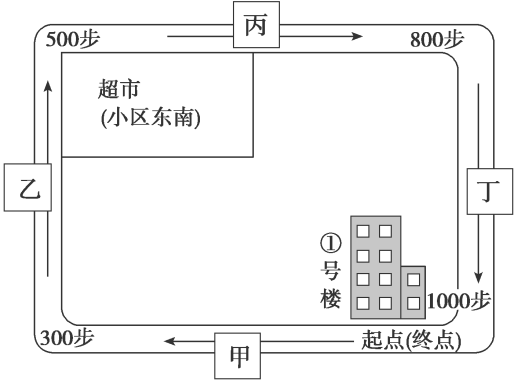 丙
500步
800步
超市
(小区东南)
乙
丁
①
号
楼
1000步
300步
起点(终点)
甲